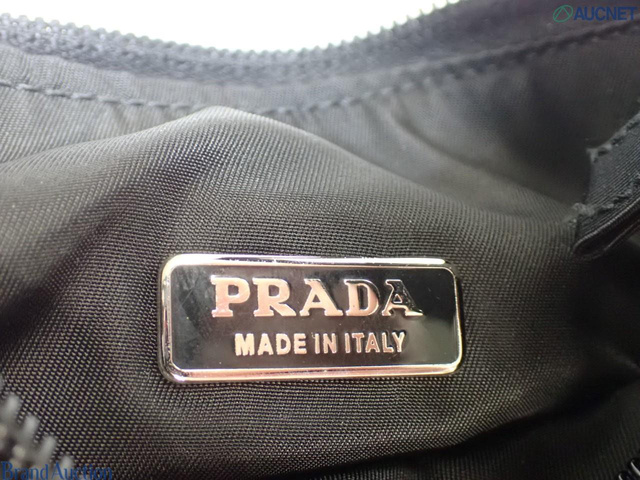 AUCNET
PRADA
MADE IN ITALY
Brand Auction